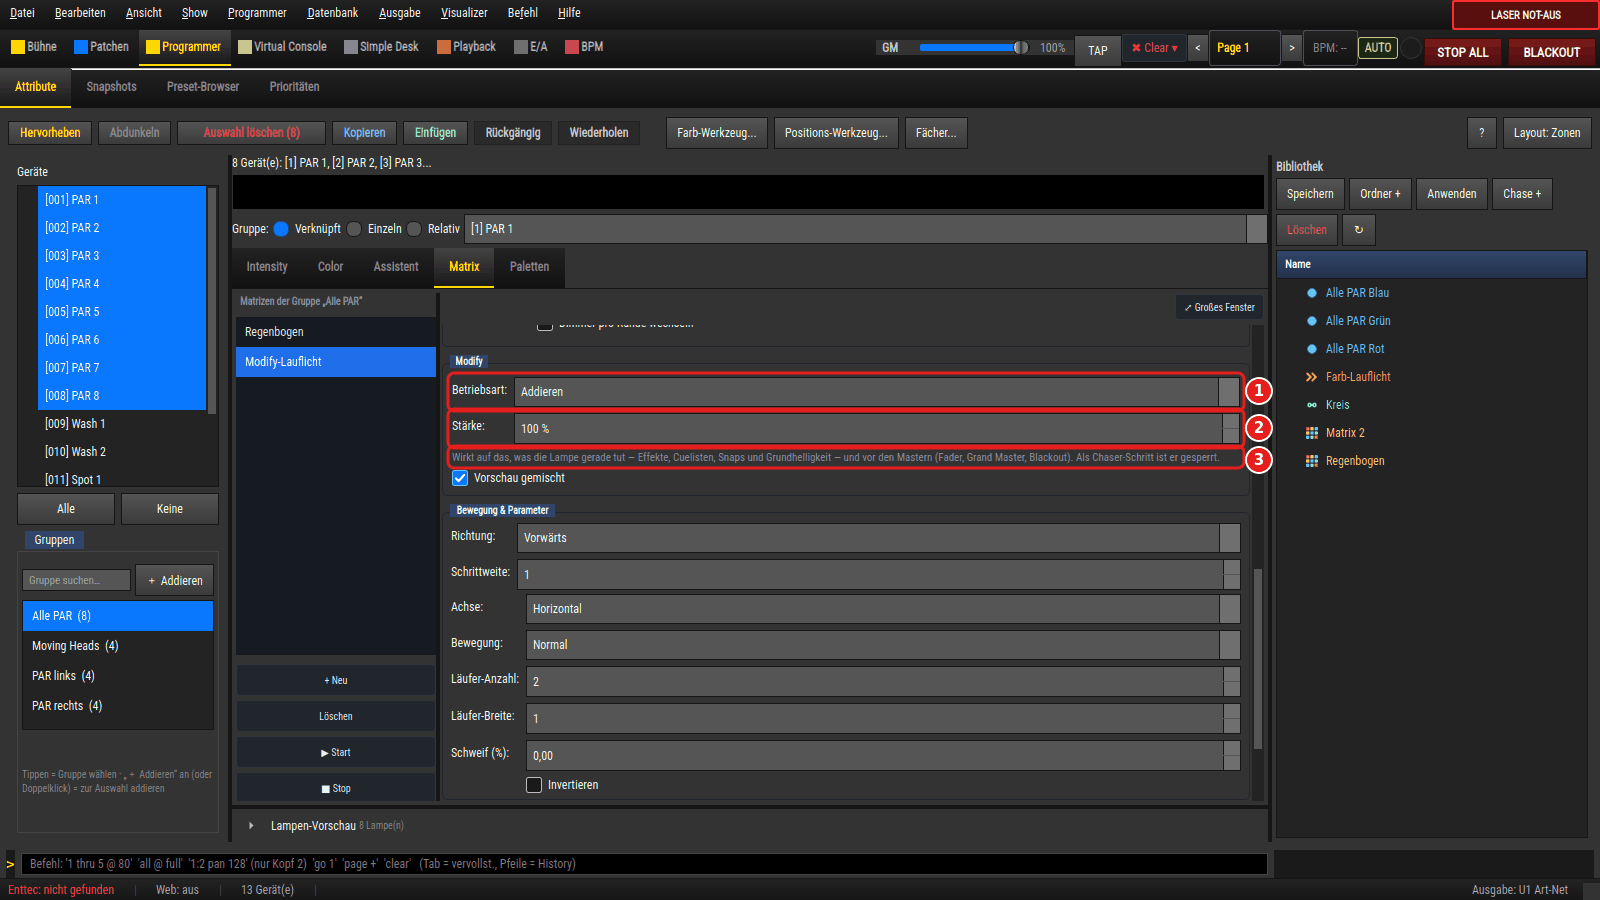 Datei Bearbeiten Ansicht Show Programmer Datenbank Ausgabe Visualizer Befehl Hilfe
LASER NOT-AUS
Bühne Patchen Programmer Virtual Console Simple Desk Playback E/A BPM
GM 100% TAP ✖ Clear ▾ < Page 1 > BPM: -- AUTO STOP ALL BLACKOUT
Attribute Snapshots Preset-Browser Prioritäten
Hervorheben Abdunkeln Auswahl löschen (8) Kopieren Einfügen Rückgängig Wiederholen Farb-Werkzeug... Positions-Werkzeug... Fächer... ? Layout: Zonen
Geräte
[001] PAR 1
[002] PAR 2
[003] PAR 3
[004] PAR 4
[005] PAR 5
[006] PAR 6
[007] PAR 7
[008] PAR 8
[009] Wash 1
[010] Wash 2
[011] Spot 1
Alle Keine
Gruppen
Gruppe suchen... + Addieren
Alle PAR (8)
Moving Heads (4)
PAR links (4)
PAR rechts (4)
Tippen = Gruppe wählen · „ + Addieren“ an (oder
Doppelklick) = zur Auswahl addieren
8 Gerät(e): [1] PAR 1, [2] PAR 2, [3] PAR 3...
Gruppe: Verknüpft Einzeln Relativ [1] PAR 1
Intensity Color Assistent Matrix Paletten
Matrizen der Gruppe „Alle PAR“
Regenbogen
Modify-Lauflicht
+ Neu
Löschen
▶ Start
■ Stop
⤢ Großes Fenster
Dimmer pro Runde wechseln
Modify
Betriebsart: Addieren 1
Stärke: 100 % 2
Wirkt auf das, was die Lampe gerade tut — Effekte, Cuelisten, Snaps und Grundhelligkeit — und vor den Mastern (Fader, Grand Master, Blackout). Als Chaser-Schritt ist er gesperrt. 3
Vorschau gemischt
Bewegung & Parameter
Richtung: Vorwärts
Schrittweite: 1
Achse: Horizontal
Bewegung: Normal
Läufer-Anzahl: 2
Läufer-Breite: 1
Schweif (%): 0,00
Invertieren
Lampen-Vorschau 8 Lampe(n)
Bibliothek
Speichern Ordner + Anwenden Chase +
Löschen ↻
Name
Alle PAR Blau
Alle PAR Grün
Alle PAR Rot
Farb-Lauflicht
Kreis
Matrix 2
Regenbogen
> Befehl: '1 thru 5 @ 80' 'all @ full' '1:2 pan 128' (nur Kopf 2) 'go 1' 'page +' 'clear' (Tab = vervollst., Pfeile = History)
Enttec: nicht gefunden Web: aus 13 Gerät(e) Ausgabe: U1 Art-Net